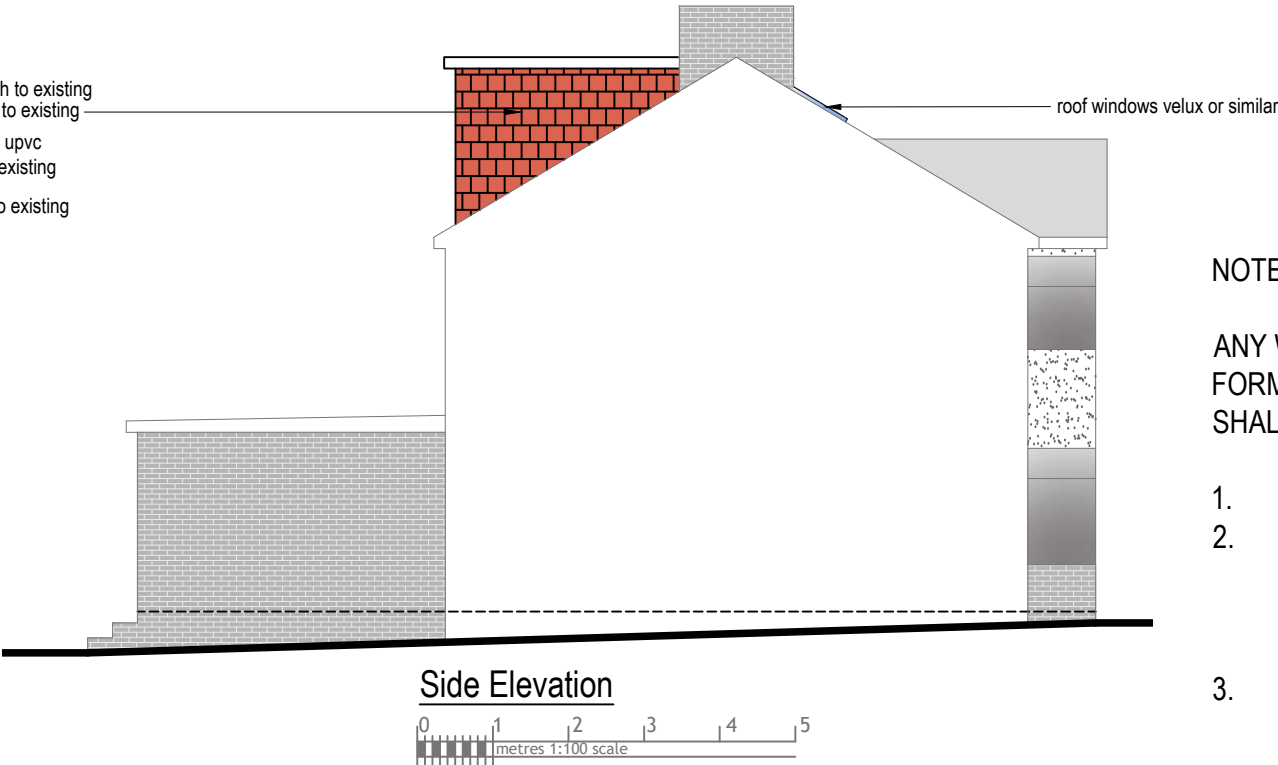 h to existing
to existing
upvc
existing
o existing
roof windows velux or similar
NOTE
ANY
FORM
SHAL
1.
2.
3.
Side Elevation
0 1 2 3 4 5
metres 1:100 scale